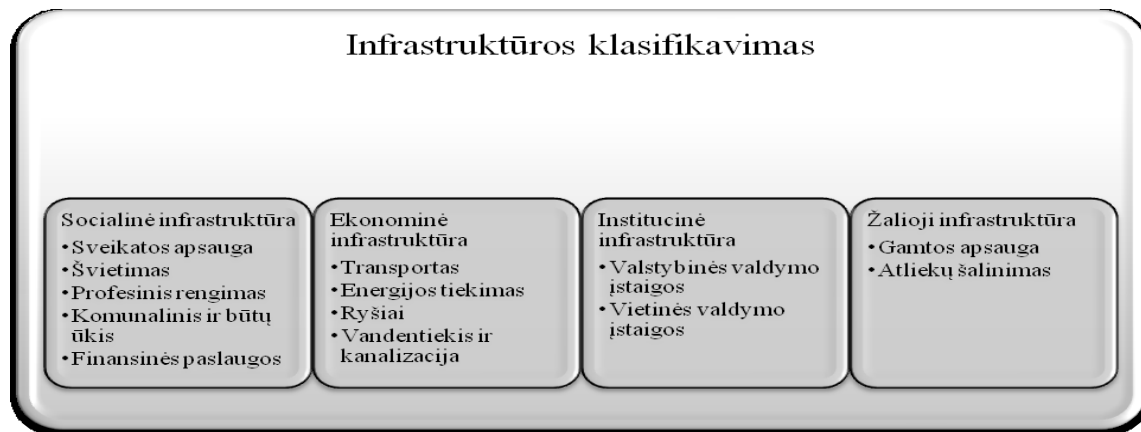 Infrastruktūros klasifikavimas
Socialinė infrastruktūra
•Sveikatos apsauga
•Švietimas
•Profesinis rengimas
•Komunalinis ir būtų
ūkis
•Finansinės paslaugos
Ekonominė
infrastruktūra
•Transportas
•Energijos tiekimas
•Ryšiai
•Vandentiekis ir
kanalizacija
Institucinė
infrastruktūra
•Valstybinės valdymo
įstaigos
•Vietinės valdymo
įstaigos
Žalioji infrastruktūra
•Gamtos apsauga
•Atliekų šalinimas